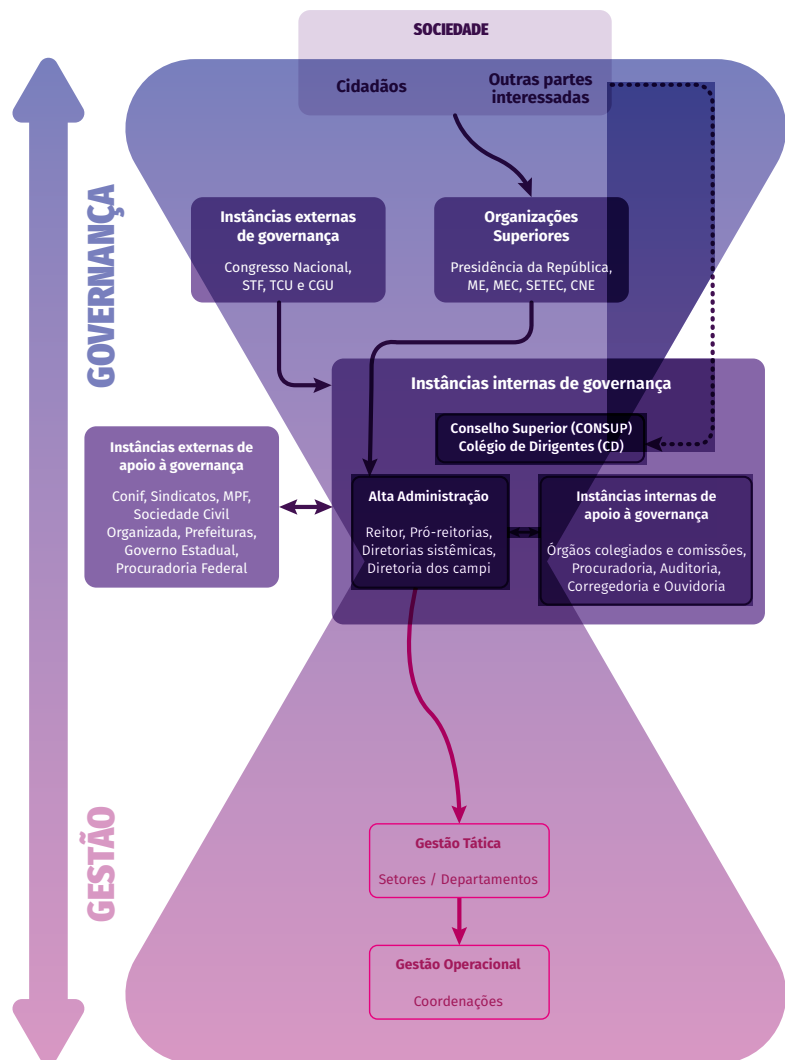 SOCIEDADE
Cidadãos
Outras partes
interessadas
GOVERNANÇA
Instâncias externas
de governança
Congresso Nacional,
STF, TCU e CGU
Organizações
Superiores
Presidência da República,
ME, MEC, SETEC, CNE
Instâncias internas de governança
Conselho Superior (CONSUP)
Colégio de Dirigentes (CD)
Instâncias externas de
apoio à governança
Conif, Sindicatos, MPF,
Sociedade Civil
Organizada, Prefeituras,
Governo Estadual,
Procuradoria Federal
Alta Administração
Reitor, Pró-reitorias,
Diretorias sistêmicas,
Diretoria dos campi
Instâncias internas de
apoio à governança
Órgãos colegiados e comissões,
Procuradoria, Auditoria,
Corregedoria e Ouvidoria
GESTÃO
Gestão Tática
Setores / Departamentos
Gestão Operacional
Coordenações